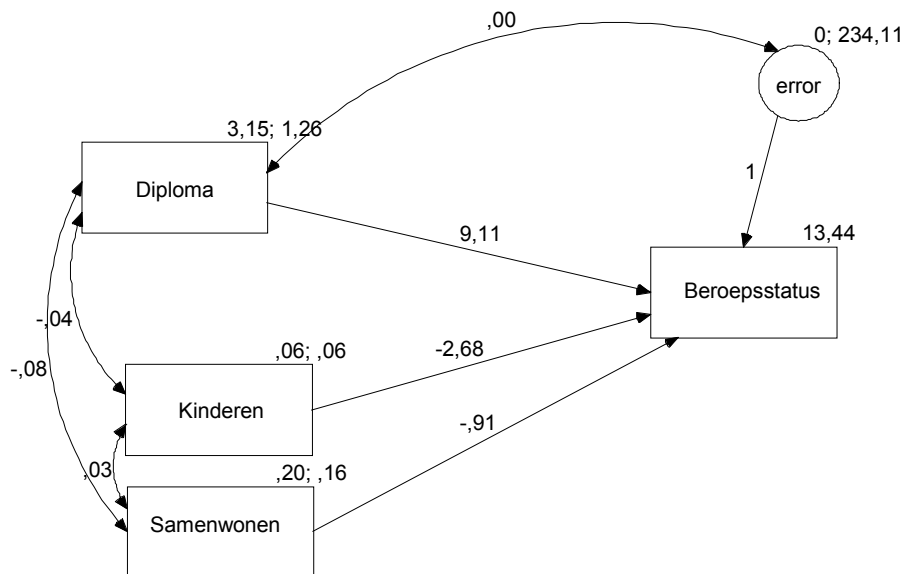 ,00
0; 234,11
error
3,15; 1,26
1
Diploma
9,11
13,44
Beroepsstatus
-,04
-,08
,06; ,06
-2,68
Kinderen
-,91
,03
,20; ,16
Samenwonen